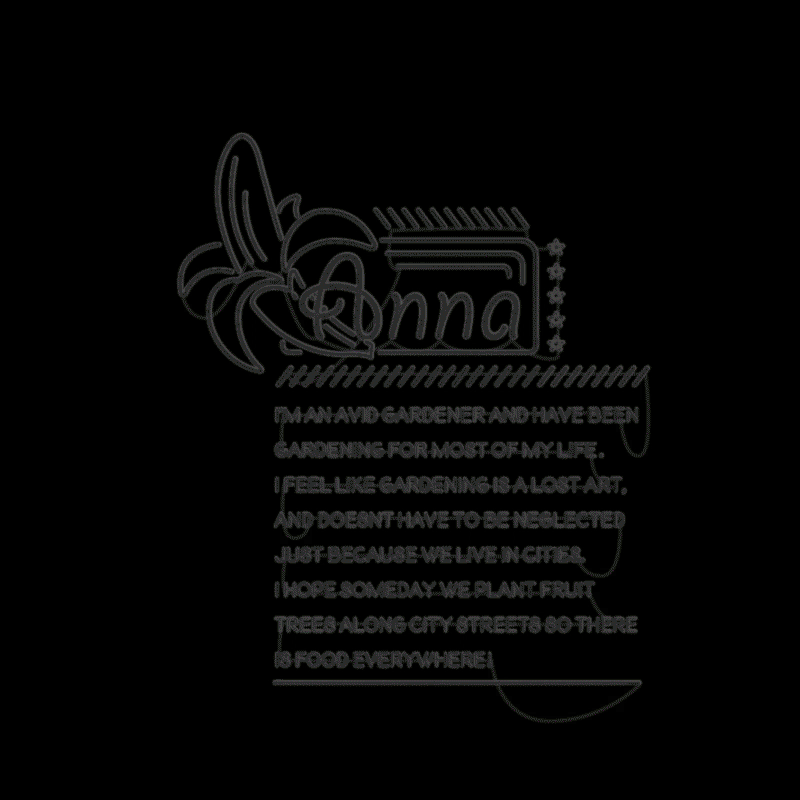 Anna
I'M AN AVID GARDENER AND HAVE BEEN
GARDENING FOR MOST OF MY LIFE.
I FEEL LIKE GARDENING IS A LOST ART,
AND DOESNT HAVE TO BE NEGLECTED
JUST BECAUSE WE LIVE IN CITIES.
I HOPE SOMEDAY WE PLANT FRUIT
TREES ALONG CITY STREETS SO THERE
IS FOOD EVERYWHERE!